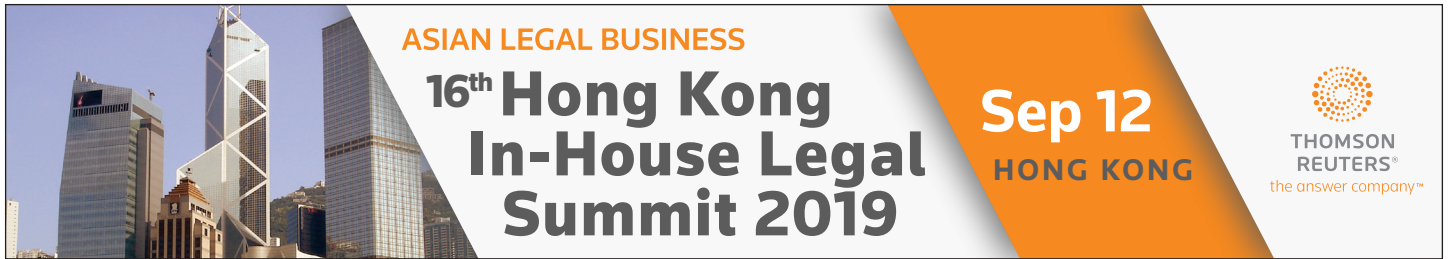 ASIAN LEGAL BUSINESS
16th Hong Kong
In-House Legal
Summit 2019
Sep 12
HONG KONG
THOMSON
REUTERS®
the answer company™